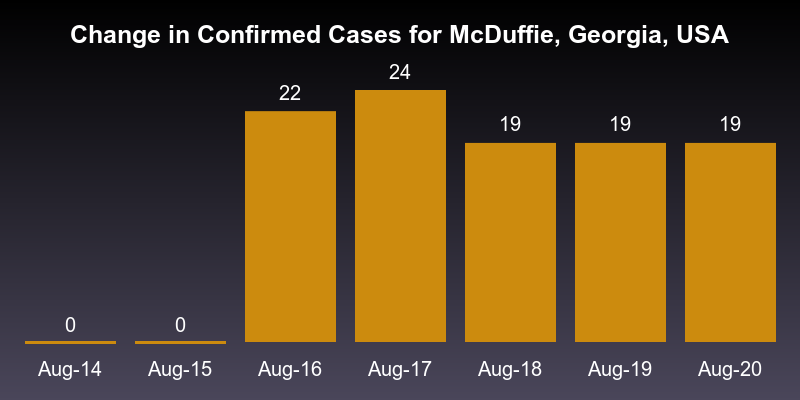 Change in Confirmed Cases for McDuffie, Georgia, USA
0 0 22 24 19 19 19
Aug-14 Aug-15 Aug-16 Aug-17 Aug-18 Aug-19 Aug-20